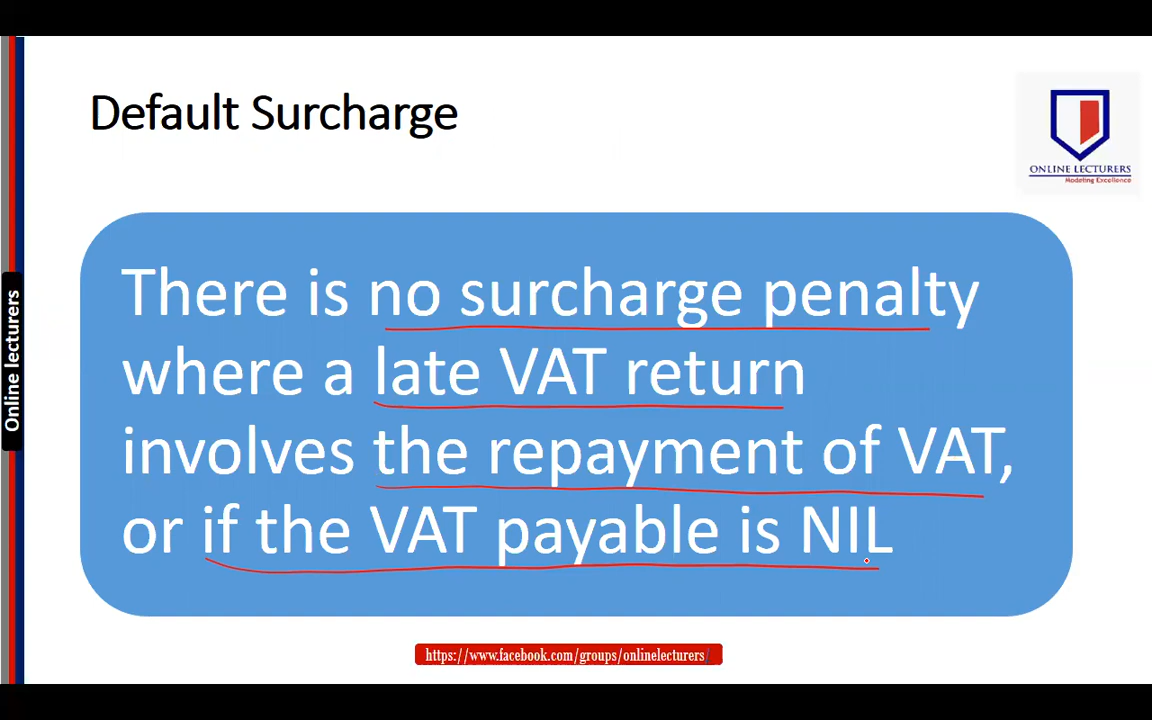 Default Surcharge
ONLINE LECTURERS
Modeling Excellence
There is no surcharge penalty
where a late VAT return
involves the repayment of VAT,
or if the VAT payable is NIL
Online lecturers
https://www.facebook.com/groups/onlinelecturers/